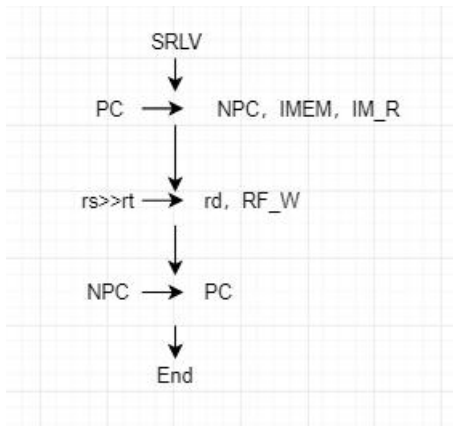 SRLV
PC NPC, IMEM, IM_R
rs>>rt rd, RF_W
NPC PC
End